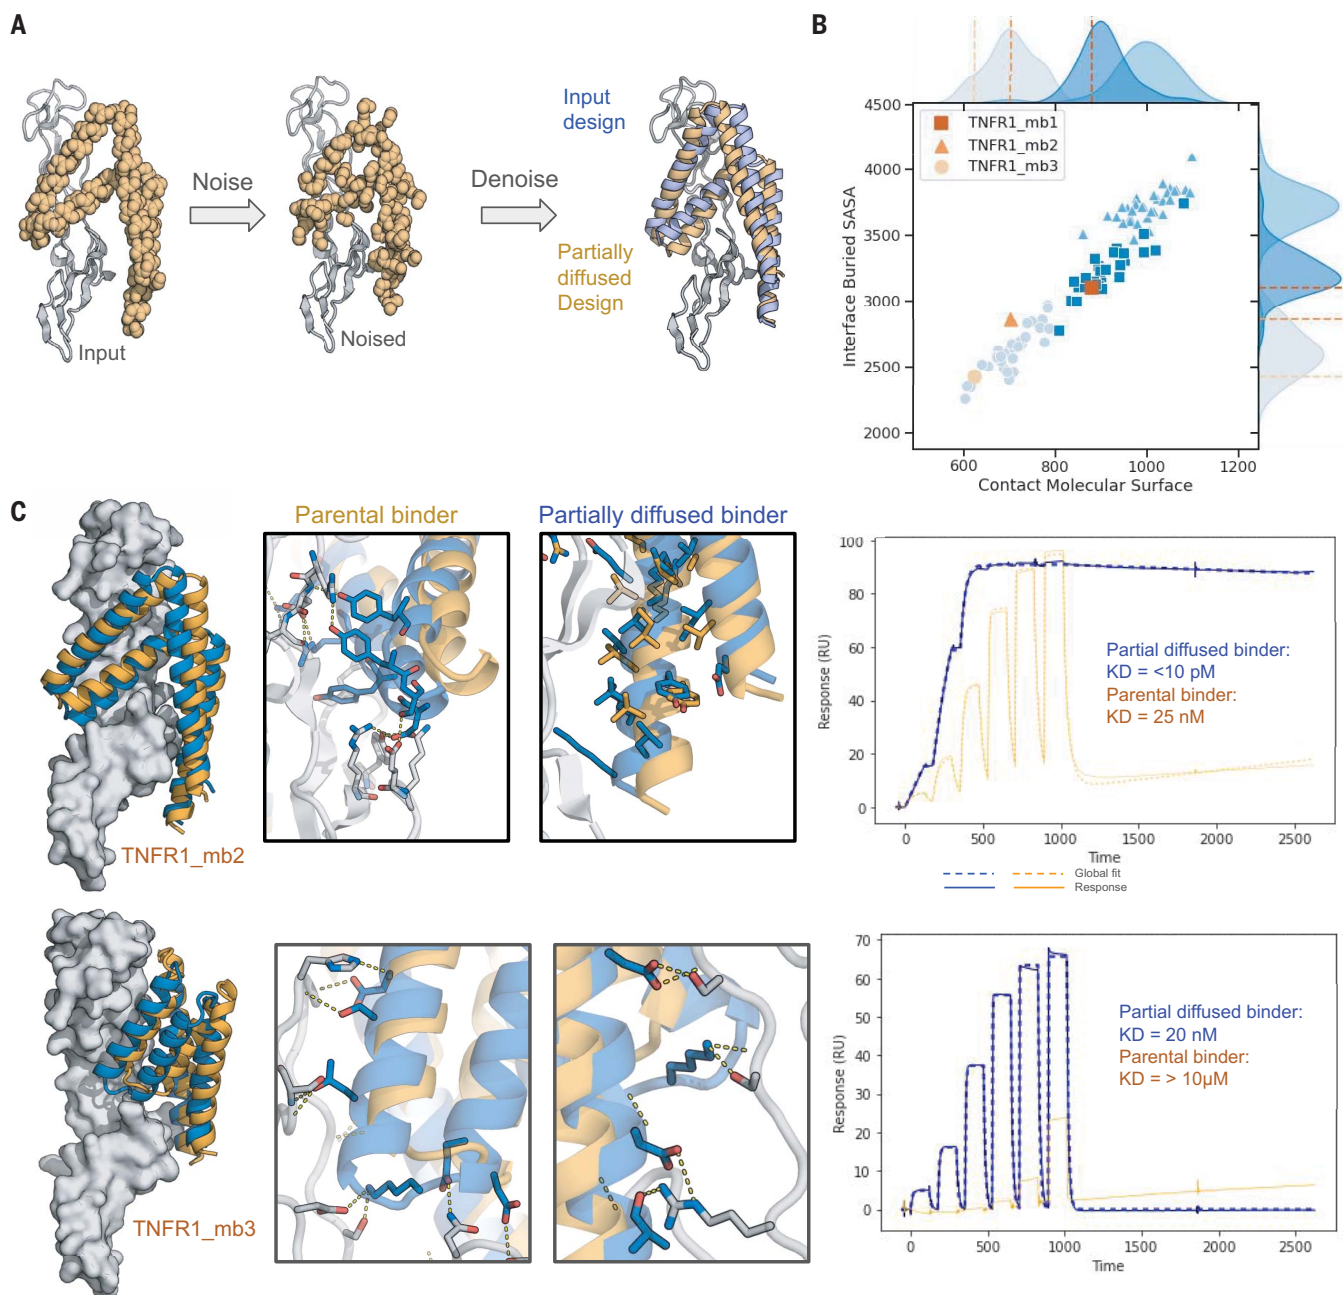 A
Input
Noise
Noised
Denoise
Input
design
Partially
diffused
Design
B
4500
4000
3500
3000
2500
2000
Interface Buried SASA
TNFR1_mb1
TNFR1_mb2
TNFR1_mb3
600
800
1000
1200
Contact Molecular Surface
C
TNFR1_mb2
Parental binder
Partially diffused binder
100
80
60
40
20
0
Response (RU)
Partial diffused binder:
KD = <10 pM
Parental binder:
KD = 25 nM
0
500
1000
1500
2000
2500
Time
Global fit
Response
TNFR1_mb3
70
60
50
40
30
20
10
0
Response (RU)
Partial diffused binder:
KD = 20 nM
Parental binder:
KD = > 10µM
0
500
1000
1500
2000
2500
Time